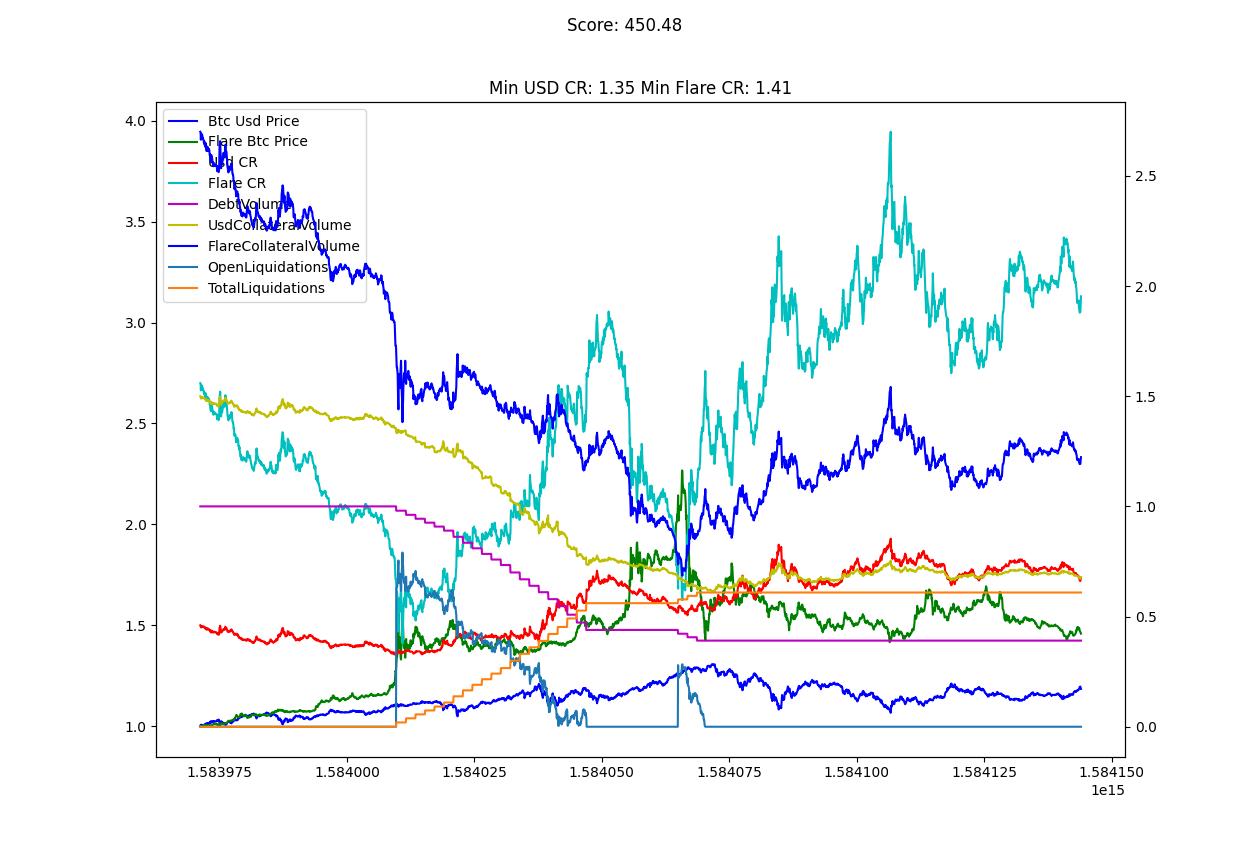 Score: 450.48
Min USD CR: 1.35 Min Flare CR: 1.41
Btc Usd Price
Flare Btc Price
Usd CR
Flare CR
DebtVolume
UsdCollateralVolume
FlareCollateralVolume
OpenLiquidations
TotalLiquidations
4.0
3.5
3.0
2.5
2.0
1.5
1.0
2.5
2.0
1.5
1.0
0.5
0.0
1.583975 1.584000 1.584025 1.584050 1.584075 1.584100 1.584125 1.584150
1e15